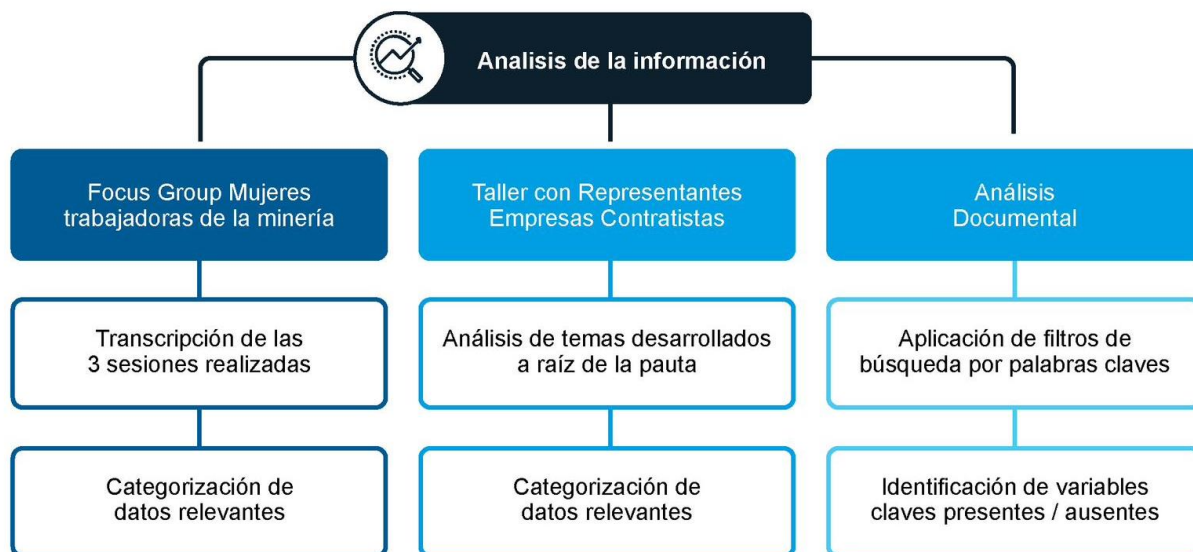 Analisis de la información
Focus Group Mujeres
trabajadoras de la minería
Transcripción de las
3 sesiones realizadas
Categorización de
datos relevantes
Taller con Representantes
Empresas Contratistas
Análisis de temas desarrollados
a raíz de la pauta
Categorización de
datos relevantes
Análisis
Documental
Aplicación de filtros de
búsqueda por palabras claves
Identificación de variables
claves presentes / ausentes